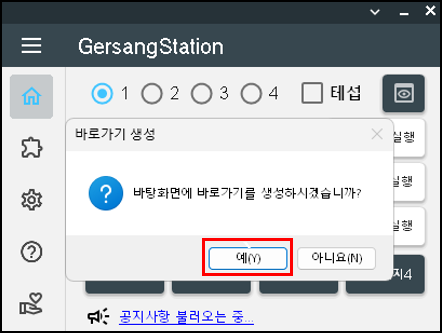 GersangStation
1 2 3 4 테섭
바로가기 생성
실행
바탕화면에 바로가기를 생성하시겠습니까?
실행
실행
예(Y) 아니요(N)
지4
공지사항 불러오는 중...